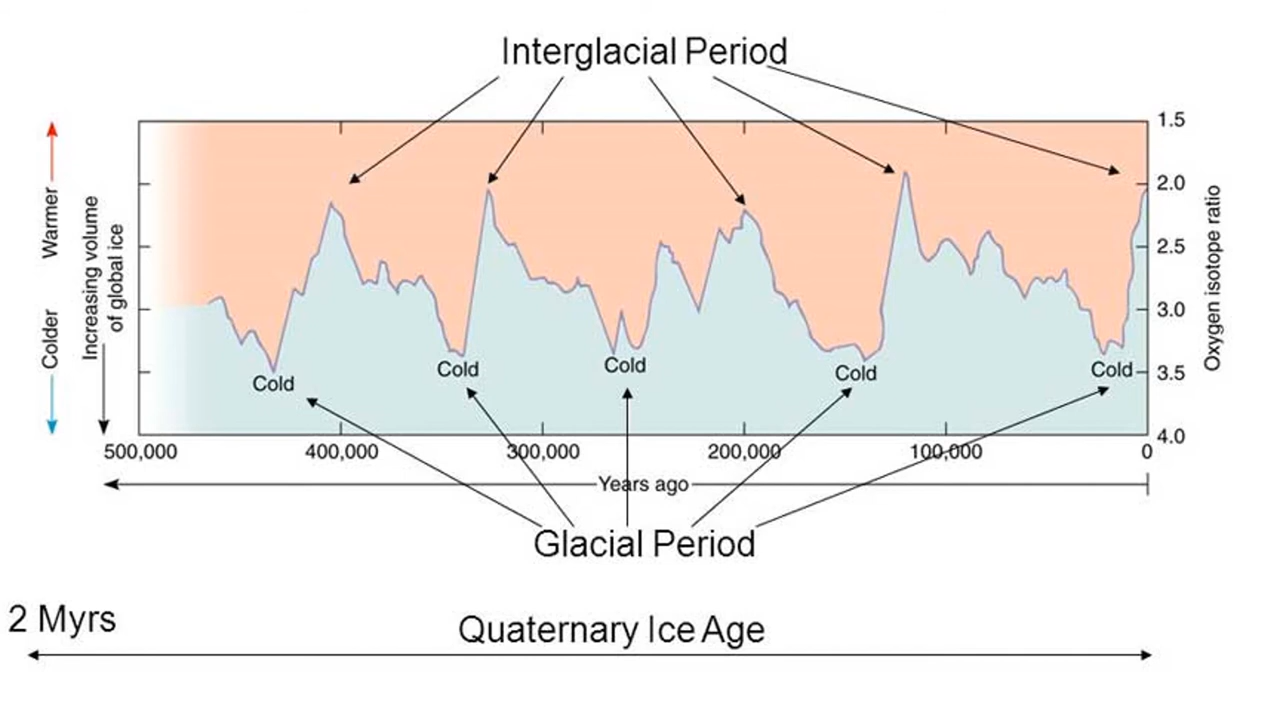 Interglacial Period
1.5
2.0
2.5
3.0
3.5
4.0
Oxygen isotope ratio
Warmer
Colder
Increasing volume
of global ice
Cold
Cold
Cold
Cold
Cold
500,000
400,000
300,000
200,000
100,000
0
Years ago
Glacial Period
2 Myrs
Quaternary Ice Age